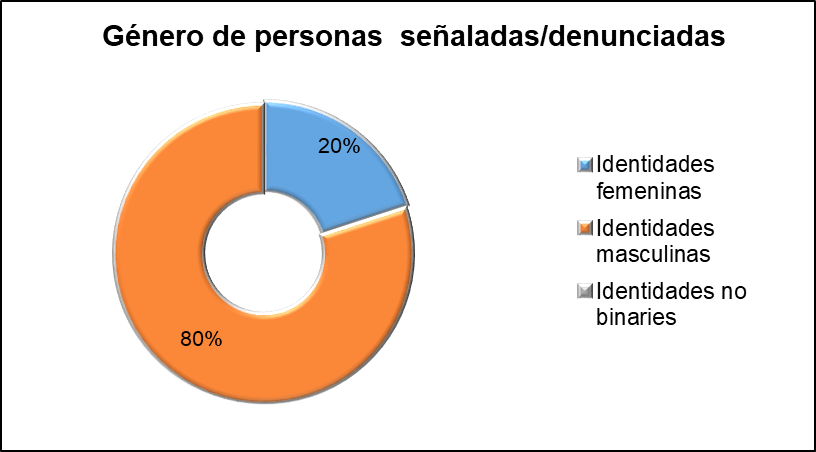 Género de personas  señaladas/denunciadas
20%
80%
Identidades
femeninas
Identidades
masculinas
Identidades no
binaries